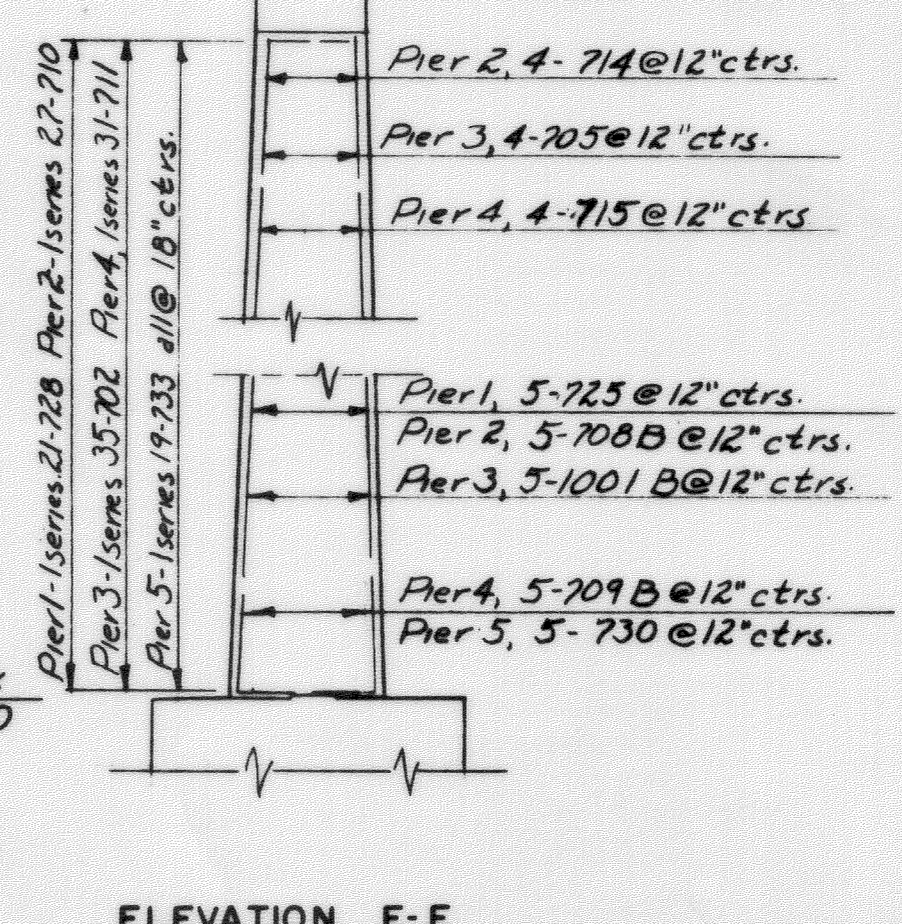 Pier 2, 4- 714@12"ctrs.
Pier 3, 4-705@12"ctrs.
Pier 4, 4-715@12"ctrs
Pier 1, 5-725@12"ctrs.
Pier 2, 5-708B@12"ctrs.
Pier 3, 5-1001 B@12"ctrs.
Pier 4, 5-709 B@12"ctrs.
Pier 5, 5- 730@12"ctrs.
Pier 1-1series.21-728 Pier 2-1series 27-710
Pier 3-1series 35-702 Pier 4, 1series 31-711
Pier 5-1series 19-733 all@ 18"ctrs.
ELEVATION